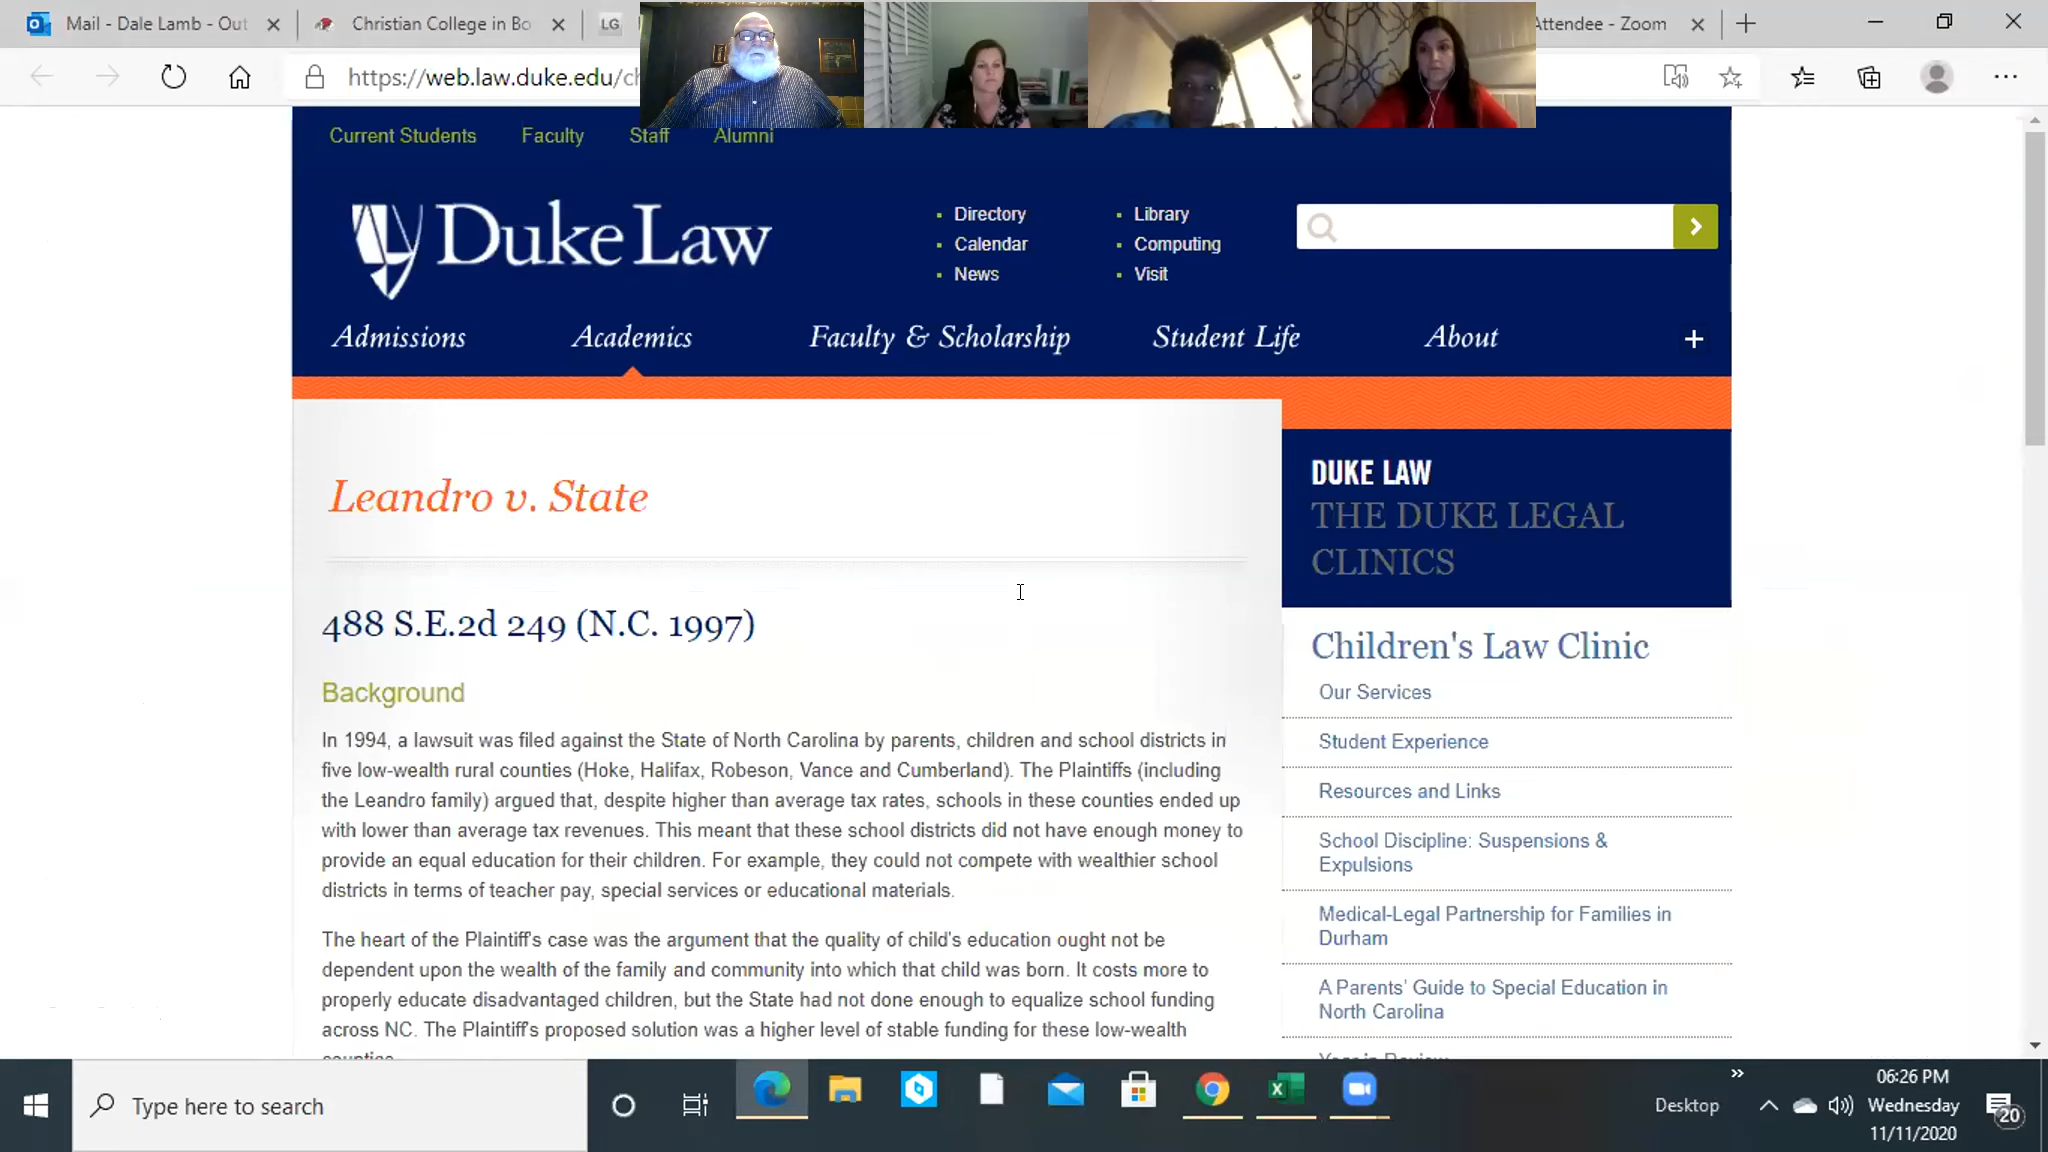 Mail - Dale Lamb - Out
Christian College in Bo
LG
Attendee - Zoom
https://web.law.duke.edu/c
Current Students Faculty Staff Alumni
Duke Law
Directory
Calendar
News
Library
Computing
Visit
Admissions Academics Faculty & Scholarship Student Life About +
Leandro v. State
488 S.E.2d 249 (N.C. 1997)
Background
In 1994, a lawsuit was filed against the State of North Carolina by parents, children and school districts in
five low-wealth rural counties (Hoke, Halifax, Robeson, Vance and Cumberland). The Plaintiffs (including
the Leandro family) argued that, despite higher than average tax rates, schools in these counties ended up
with lower than average tax revenues. This meant that these school districts did not have enough money to
provide an equal education for their children. For example, they could not compete with wealthier school
districts in terms of teacher pay, special services or educational materials.
The heart of the Plaintiff's case was the argument that the quality of child's education ought not be
dependent upon the wealth of the family and community into which that child was born. It costs more to
properly educate disadvantaged children, but the State had not done enough to equalize school funding
across NC. The Plaintiff's proposed solution was a higher level of stable funding for these low-wealth
counties.
DUKE LAW
THE DUKE LEGAL
CLINICS
Children's Law Clinic
Our Services
Student Experience
Resources and Links
School Discipline: Suspensions &
Expulsions
Medical-Legal Partnership for Families in
Durham
A Parents' Guide to Special Education in
North Carolina
Year in Review
Type here to search
Desktop
06:26 PM
Wednesday
11/11/2020
20